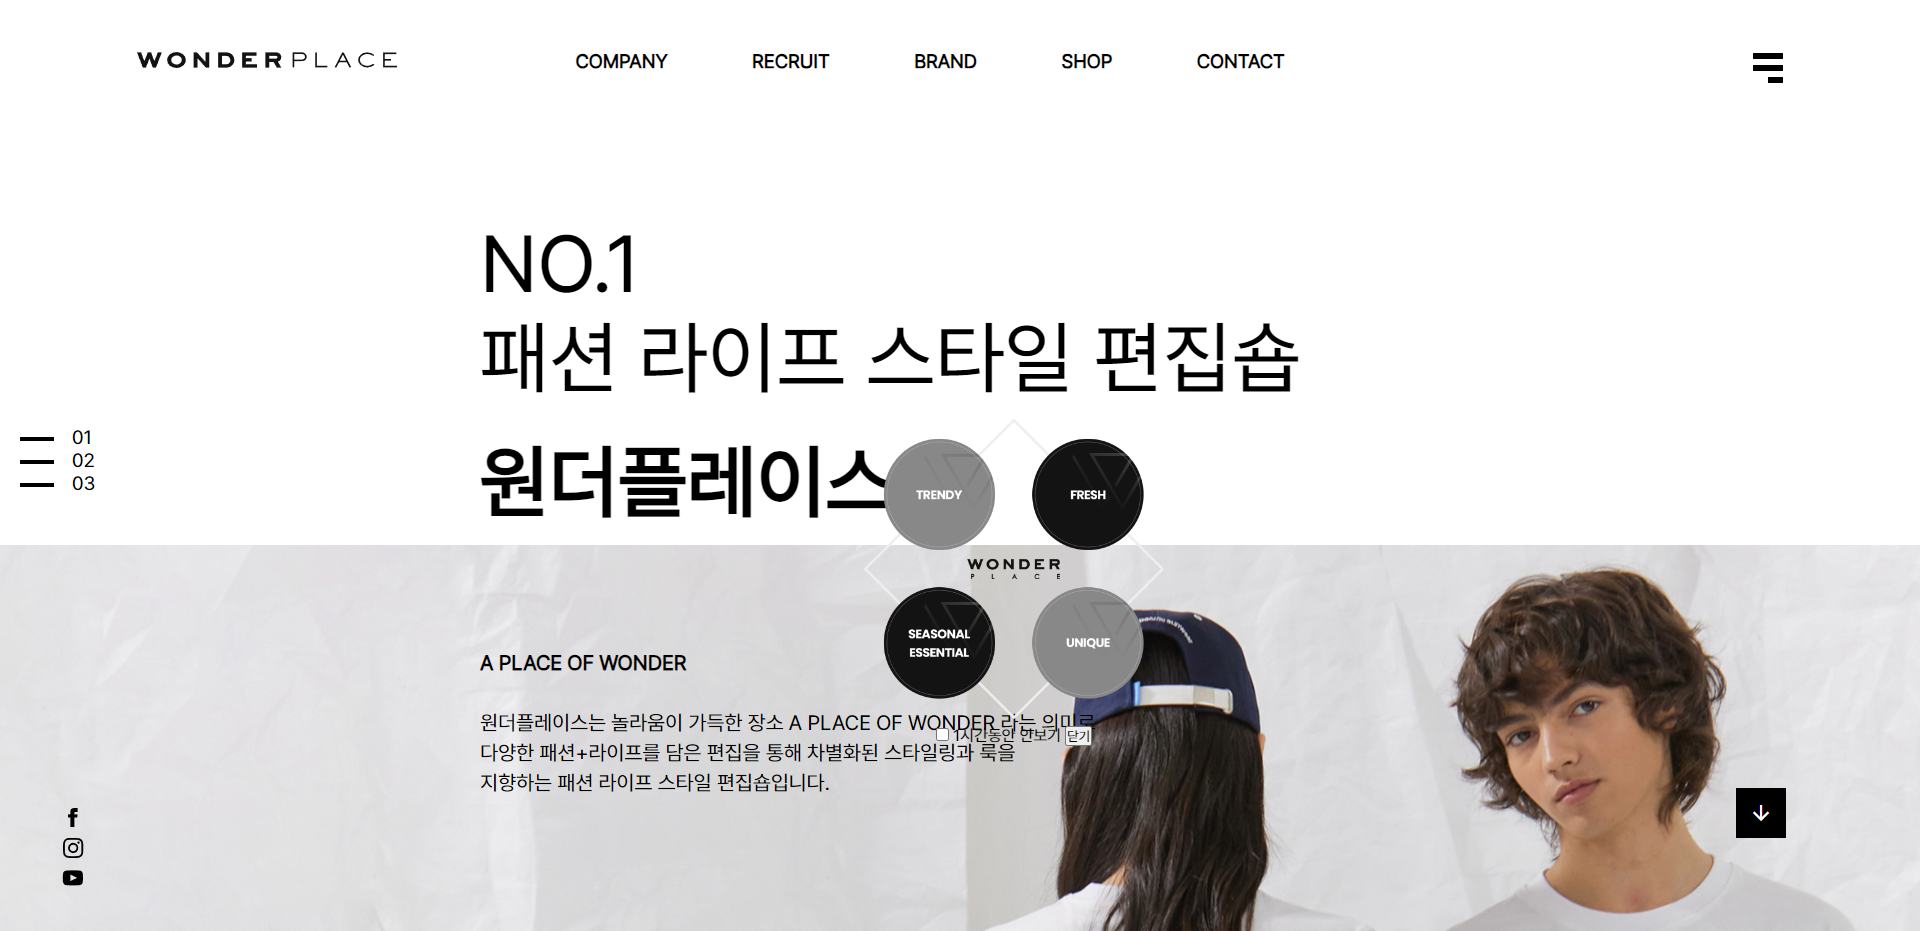 WONDER PLACE
COMPANY
RECRUIT
BRAND
SHOP
CONTACT
NO.1
패션 라이프 스타일 편집숍
원더플레이스
01
02
03
TRENDY
FRESH
WONDER
PLACE
SEASONAL
ESSENTIAL
UNIQUE
A PLACE OF WONDER
원더플레이스는 놀라움이 가득한 장소 A PLACE OF WONDER 라는 의미로
1시간동안 안보기 닫기
다양한 패션+라이프를 담은 편집을 통해 차별화된 스타일링과 룩을
지향하는 패션 라이프 스타일 편집숍입니다.